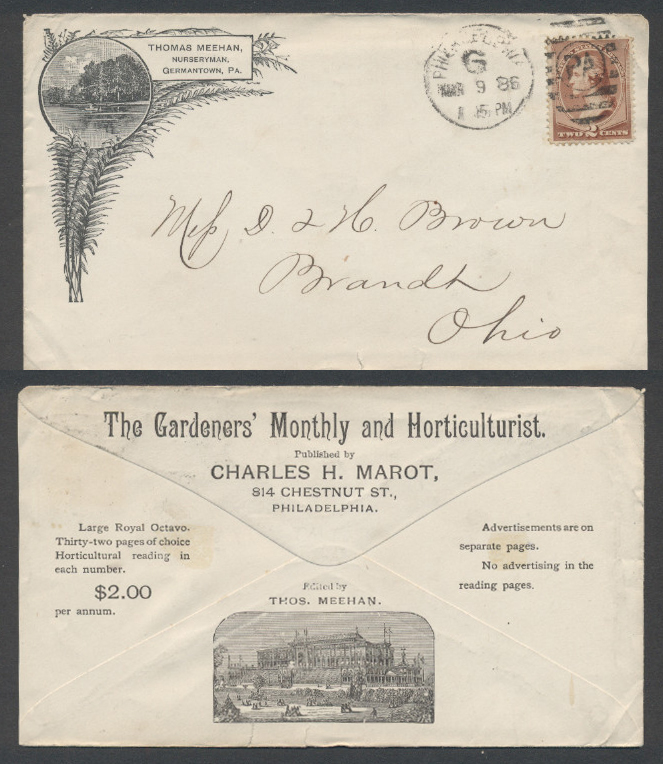 THOMAS MEEHAN,
NURSERYMAN,
GERMANTOWN, PA.
G
MAR 9 86
PM
PA
TWO 2 CENTS
D. & H. Brown
Brandt
Ohio
The Gardeners' Monthly and Horticulturist.
Published by
CHARLES H. MAROT,
814 CHESTNUT ST.,
PHILADELPHIA.
Large Royal Octavo.
Thirty-two pages of choice
Horticultural reading in
each number.
$2.00
per annum.
Advertisements are on
separate pages.
No advertising in the
reading pages.
Edited by
THOS. MEEHAN.